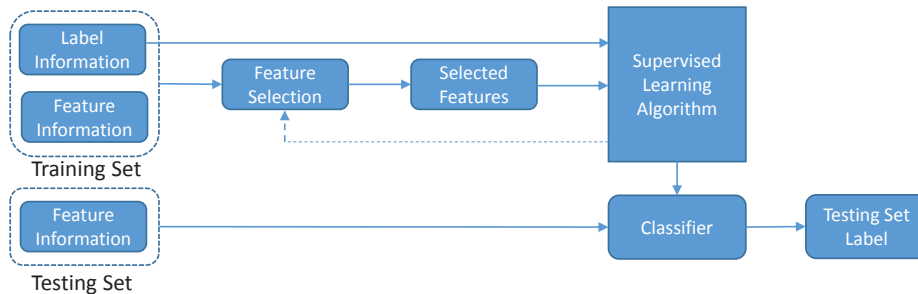 Label
Information
Feature
Information
Training Set
Feature
Selection
Selected
Features
Supervised
Learning
Algorithm
Feature
Information
Testing Set
Classifier
Testing Set
Label